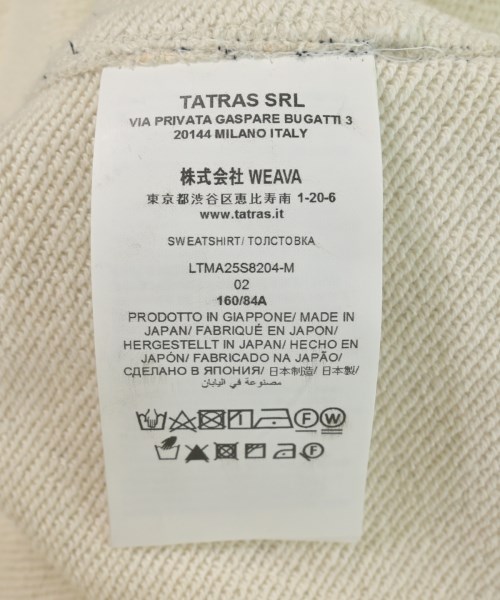 TATRAS SRL
VIA PRIVATA GASPARE BUGATTI 3
20144 MILANO ITALY
株式会社 WEAVA
東京都渋谷区恵比寿南 1-20-6
www.tatras.it
SWEATSHIRT/ ТОЛСТОВКА
LTMA25S8204-M
02
160/84A
PRODOTTO IN GIAPPONE/ MADE IN
JAPAN/ FABRIQUÉ EN JAPON/
HERGESTELLT IN JAPAN/ HECHO EN
JAPÓN/ FABRICADO NA JAPÃO/
СДЕЛАНО В ЯПОНИЯ/ 日本制造/ 日本製/
مصنوعة في اليابان
F W
F